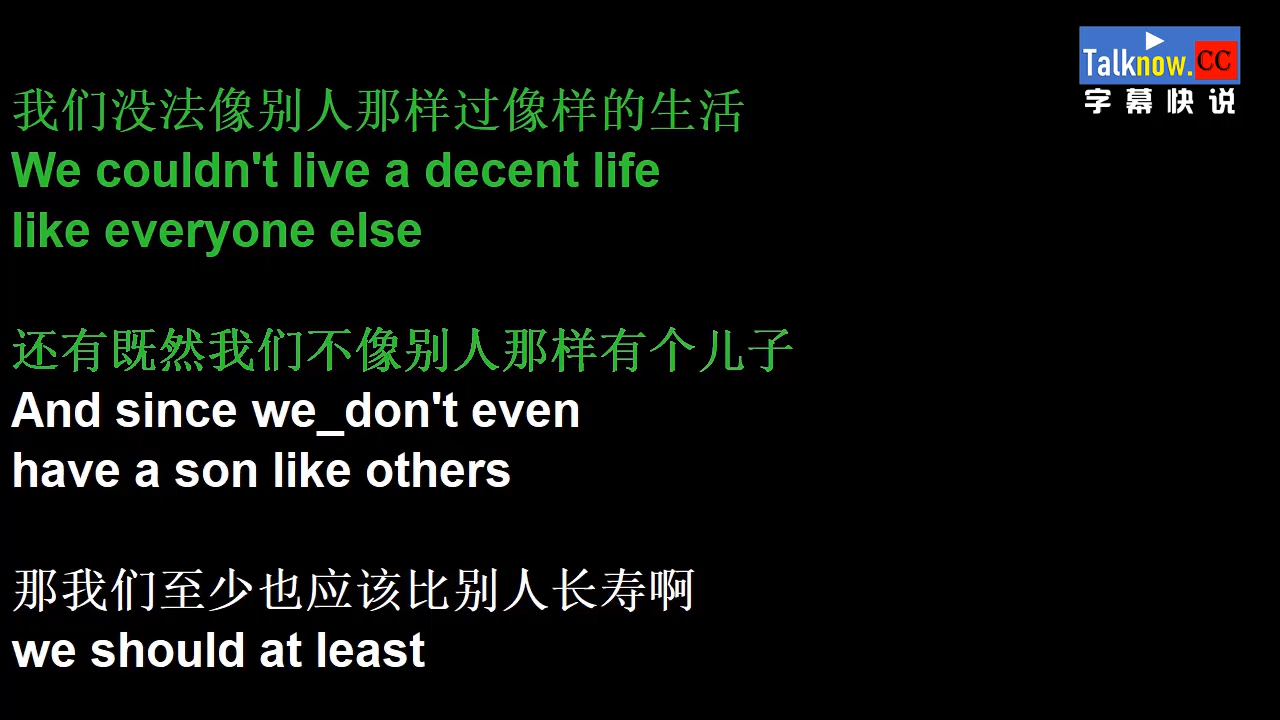 Talknow.CC
字幕快说
我们没法像别人那样过像样的生活
We couldn't live a decent life
like everyone else
还有既然我们不像别人那样有个儿子
And since we_don't even
have a son like others
那我们至少也应该比别人长寿啊
we should at least